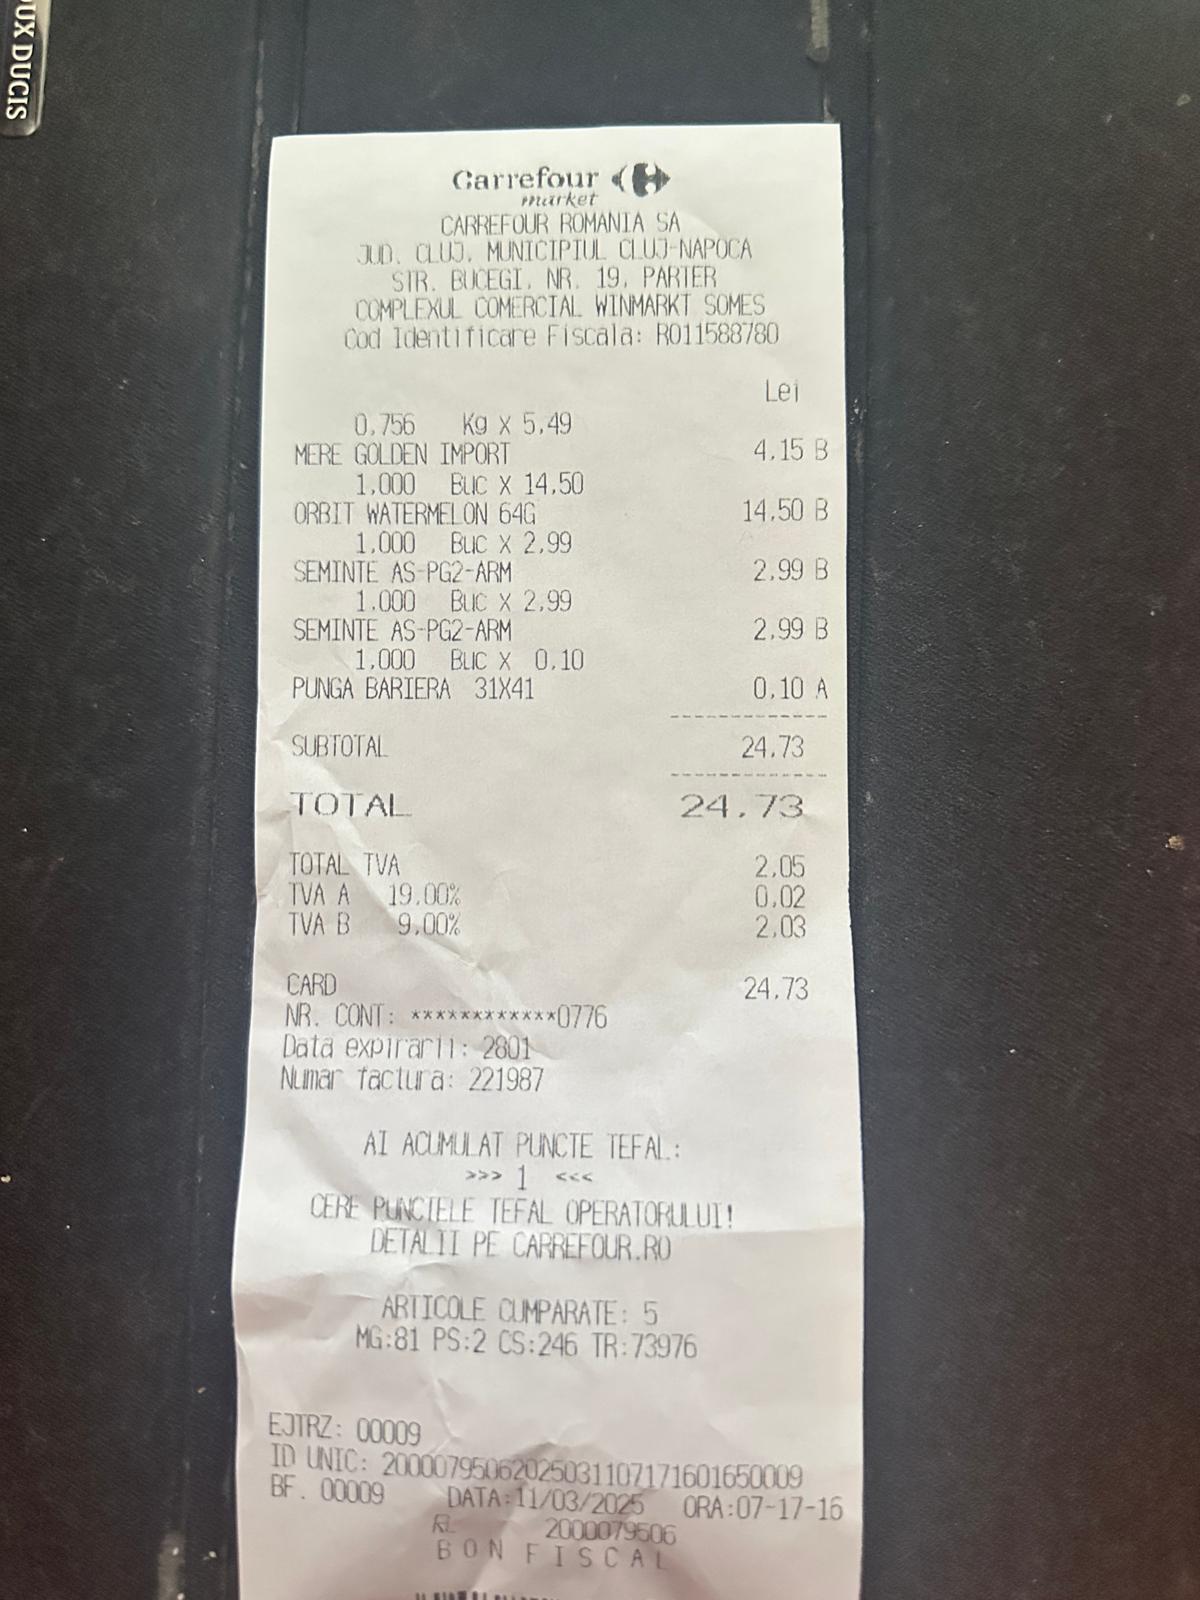 OUX DUCIS
Carrefour
market
CARREFOUR ROMANIA SA
JUD. CLUJ, MUNICIPIUL CLUJ-NAPOCA
STR. BUCEGI, NR. 19, PARTER
COMPLEXUL COMERCIAL WINMARKT SOMES
Cod Identificare Fiscala: RO11588780
Lei
0,756 Kg X 5,49
MERE GOLDEN IMPORT 4,15 B
1,000 Buc X 14,50
ORBIT WATERMELON 64G 14,50 B
1,000 Buc X 2,99
SEMINTE AS-PG2-ARM 2,99 B
1,000 Buc X 2,99
SEMINTE AS-PG2-ARM 2,99 B
1,000 Buc X 0,10
PUNGA BARIERA 31X41 0,10 A
SUBTOTAL 24,73
TOTAL 24,73
TOTAL TVA 2,05
TVA A 19,00% 0,02
TVA B 9,00% 2,03
CARD 24,73
NR. CONT: ************0776
Data expirarii: 2801
Numar factura: 221987
AI ACUMULAT PUNCTE TEFAL:
>>> 1 <<<
CERE PUNCTELE TEFAL OPERATORULUI!
DETALII PE CARREFOUR.RO
ARTICOLE CUMPARATE: 5
MG:81 PS:2 CS:246 TR:73976
EJTRZ: 00009
ID UNIC: 2000079506202503110717160165​0009
BF. 00009 DATA:11/03/2025 ORA:07-17-16
RL 2000079506
BON FISCAL